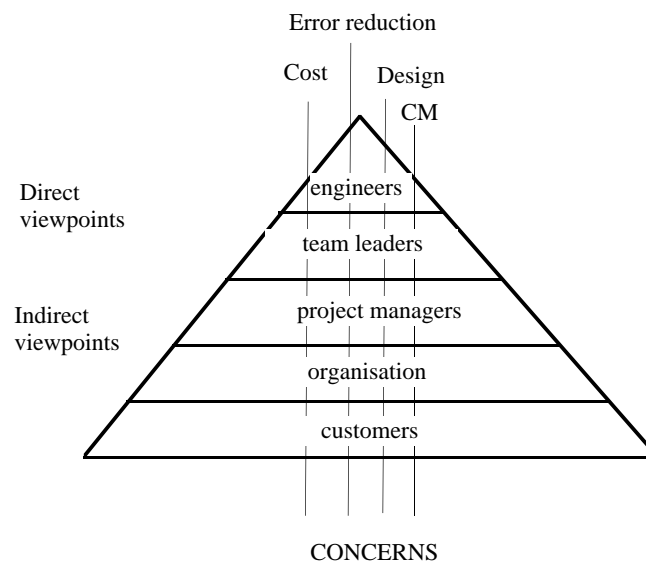 Error reduction
Cost
Design
CM
Direct
viewpoints
engineers
team leaders
Indirect
viewpoints
project managers
organisation
customers
CONCERNS